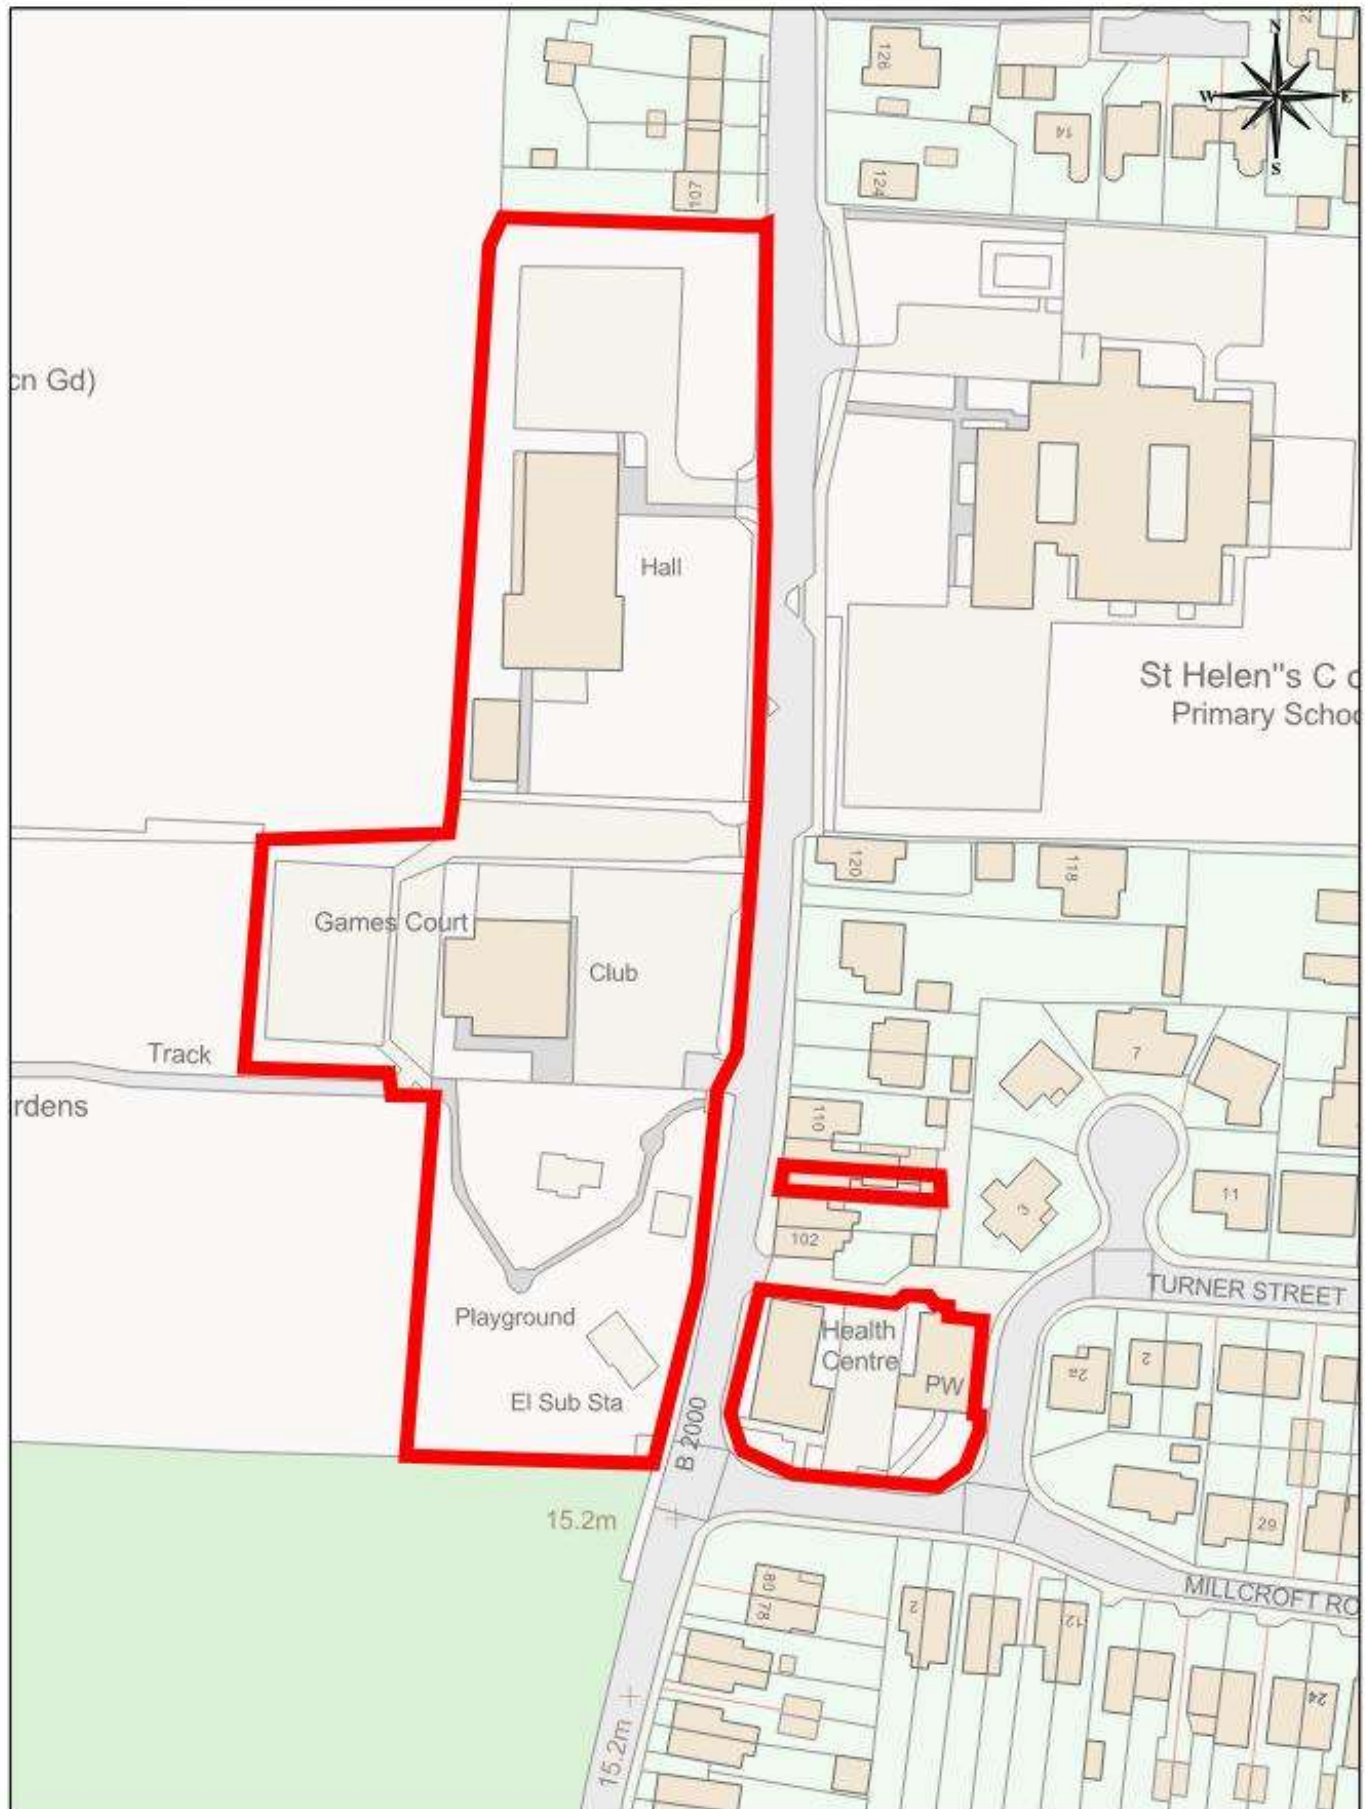 23
N
W
E
S
126
14
124
107
cn Gd)
Hall
St Helen"s C o
Primary Schoo
120
118
Games Court
Club
Track
rdens
7
110
11
102
TURNER STREET
Health
Centre
PW
Playground
El Sub Sta
2a
2
B 2000
15.2m
29
MILLCROFT RO
80
78
2
12
24
15.2m